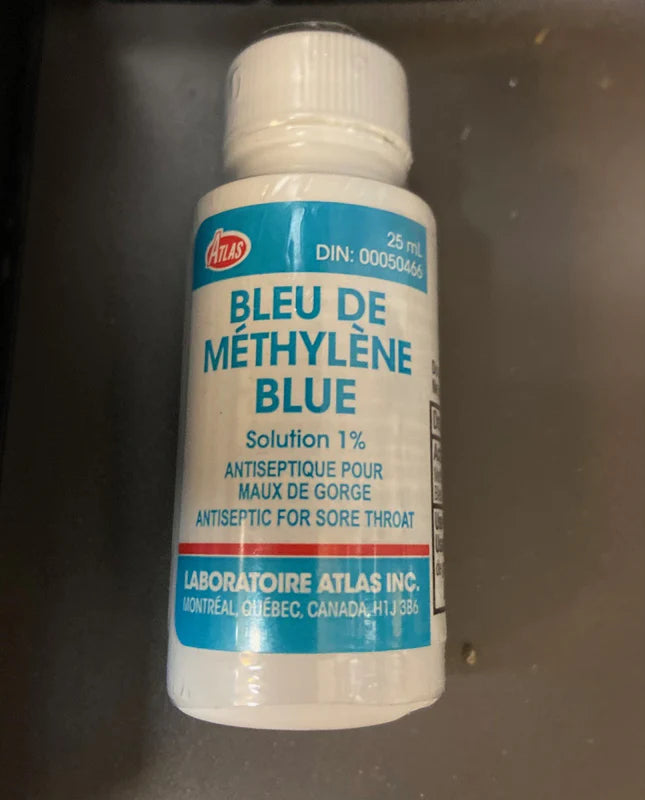 ATLAS
25 mL
DIN: 00050466
BLEU DE
MÉTHYLÈNE
BLUE
Solution 1%
ANTISEPTIQUE POUR
MAUX DE GORGE
ANTISEPTIC FOR SORE THROAT
LABORATOIRE ATLAS INC.
MONTRÉAL, QUÉBEC, CANADA, H1J 3B6